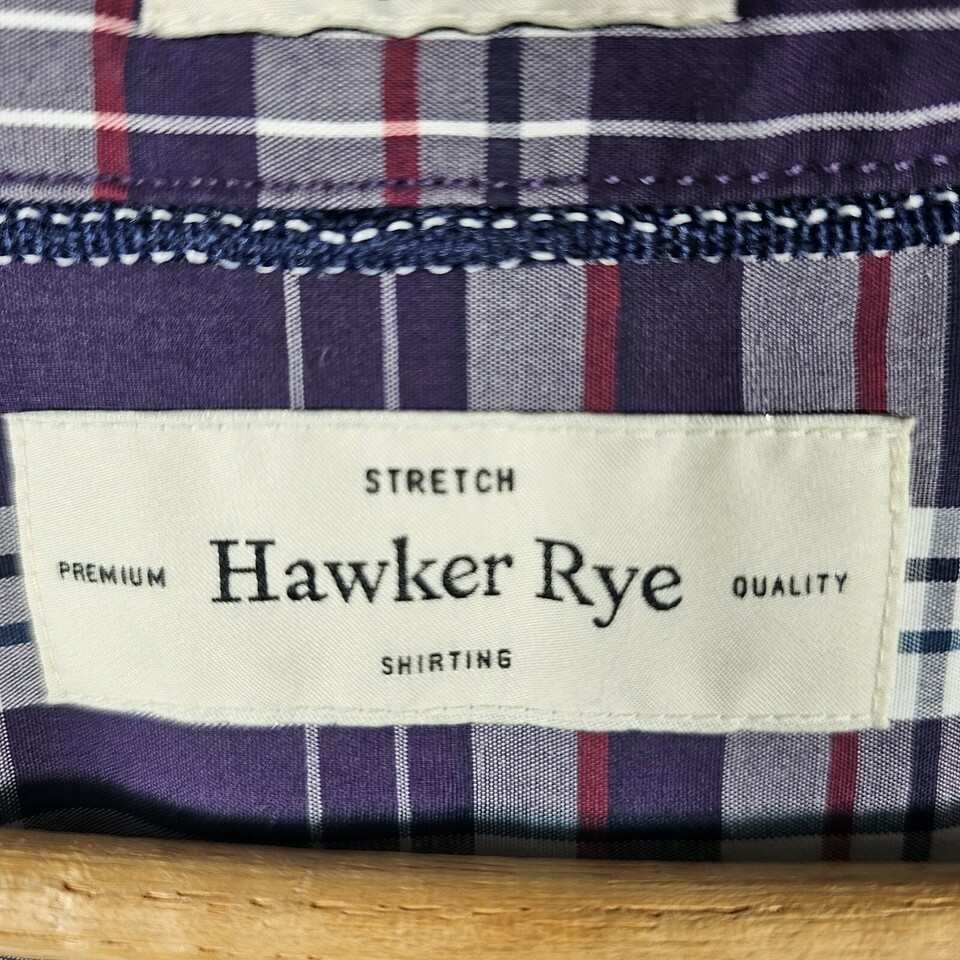 STRETCH
PREMIUM Hawker Rye QUALITY
SHIRTING